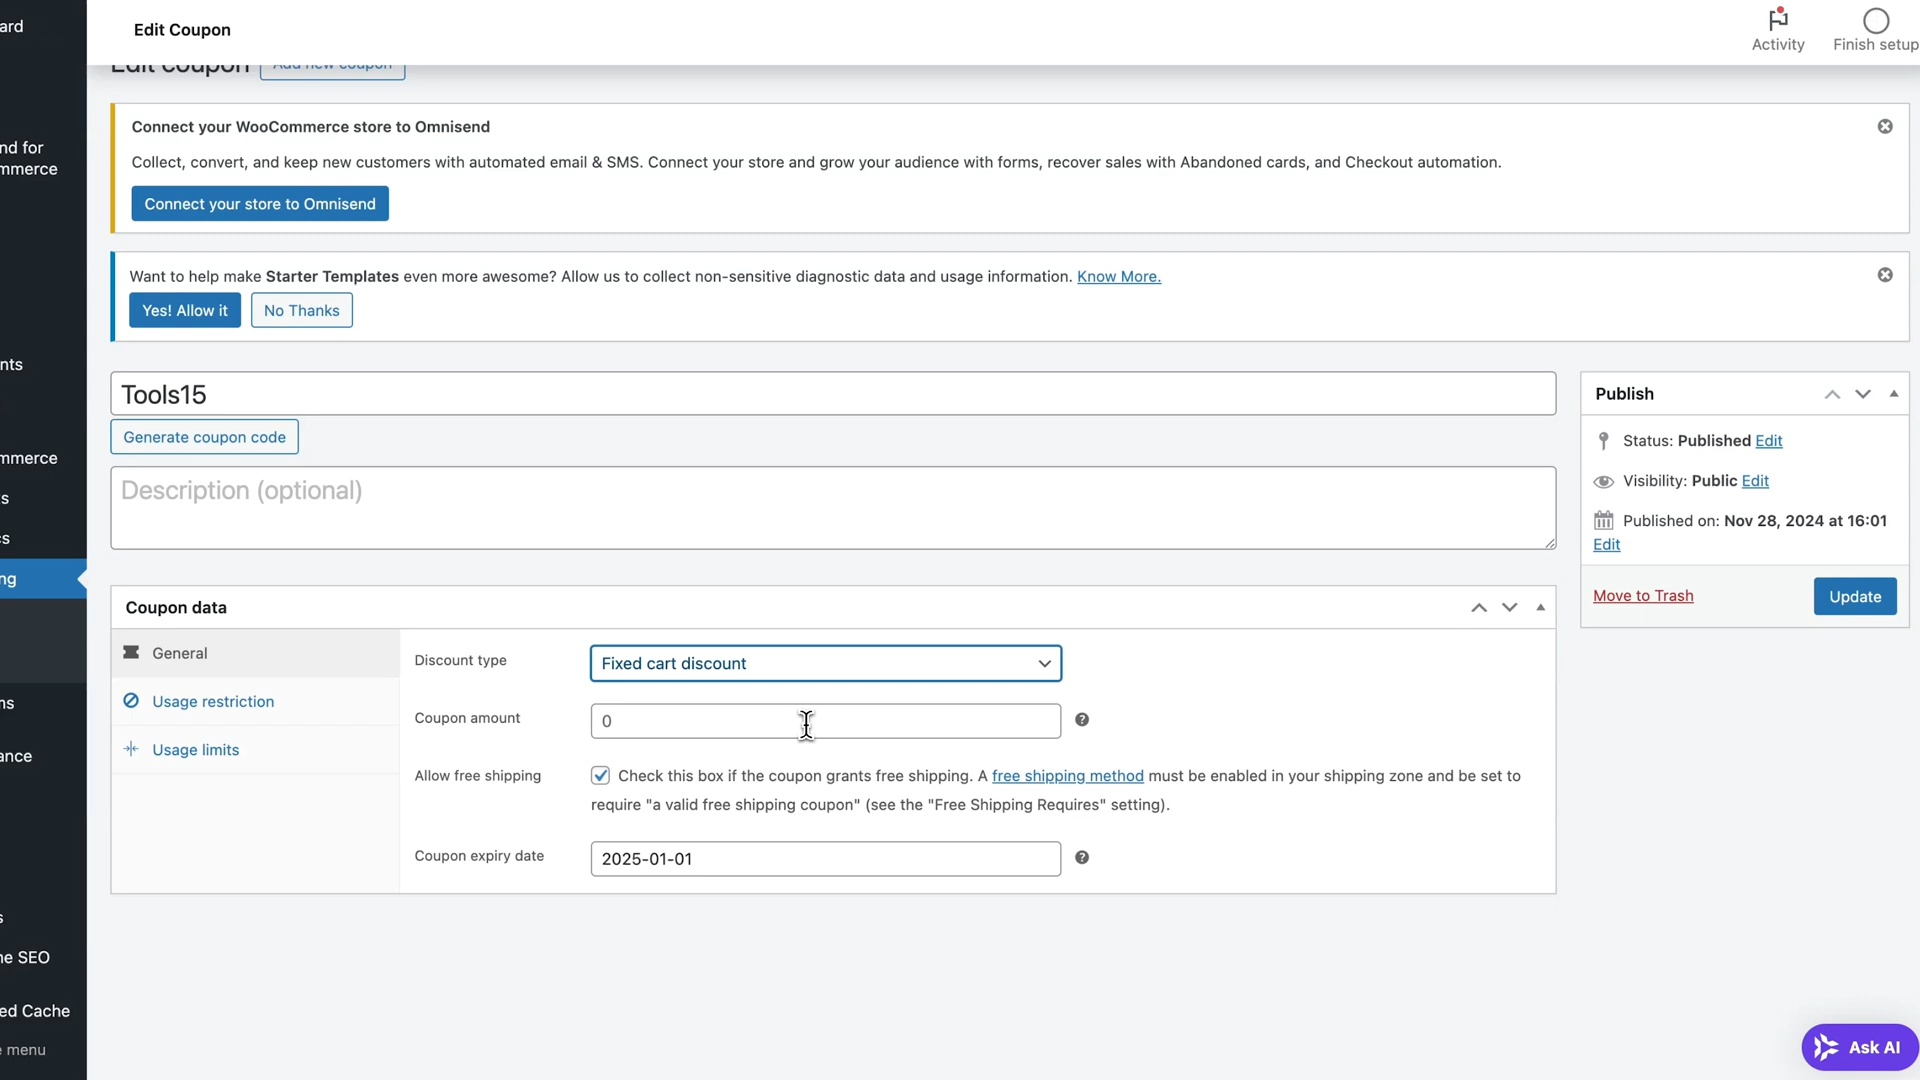 Edit Coupon
Activity
Finish setup
Edit coupon
Add new coupon
ard
nd for
mmerce
nts
mmerce
s
cs
ng
ms
ance
s
ne SEO
ed Cache
e menu
Connect your WooCommerce store to Omnisend
Collect, convert, and keep new customers with automated email & SMS. Connect your store and grow your audience with forms, recover sales with Abandoned cards, and Checkout automation.
Connect your store to Omnisend
Want to help make Starter Templates even more awesome? Allow us to collect non-sensitive diagnostic data and usage information. Know More.
Yes! Allow it
No Thanks
Tools15
Generate coupon code
Description (optional)
Publish
Status: Published Edit
Visibility: Public Edit
Published on: Nov 28, 2024 at 16:01
Edit
Move to Trash
Update
Coupon data
General
Usage restriction
Usage limits
Discount type
Fixed cart discount
Coupon amount
0
Allow free shipping
Check this box if the coupon grants free shipping. A free shipping method must be enabled in your shipping zone and be set to
require "a valid free shipping coupon" (see the "Free Shipping Requires" setting).
Coupon expiry date
2025-01-01
Ask AI